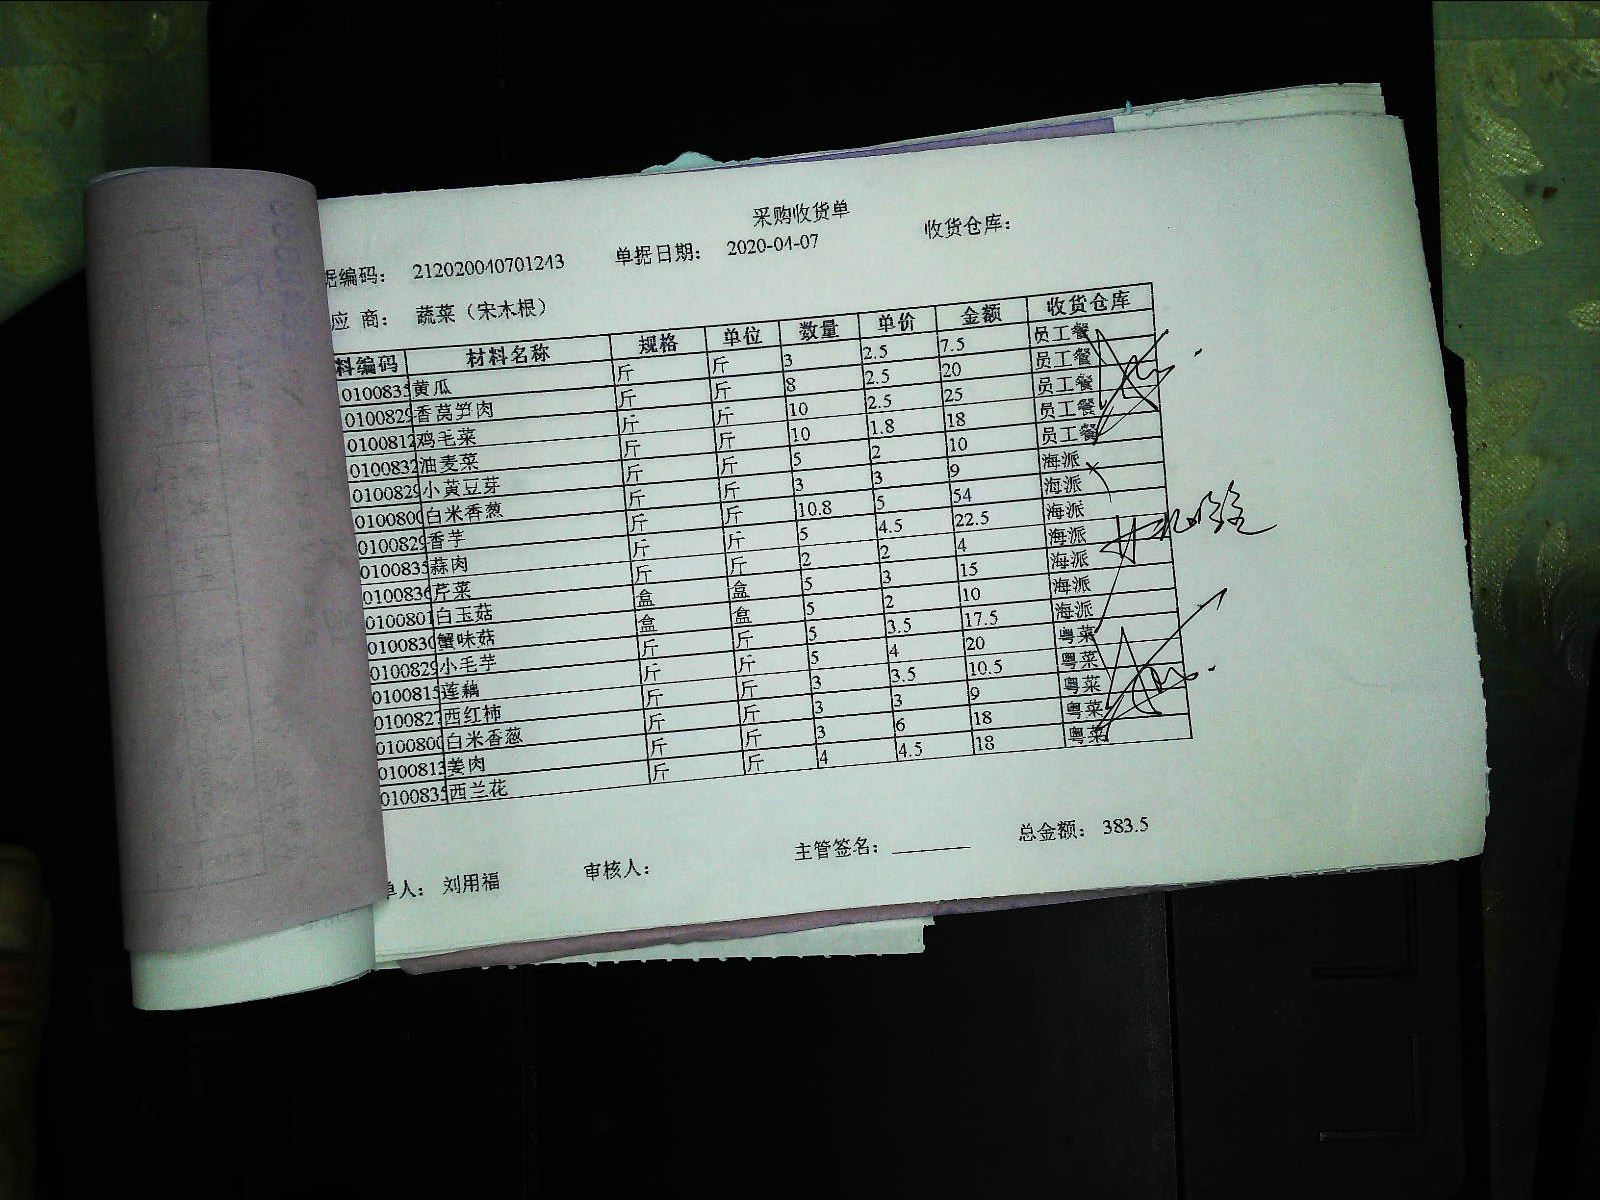 采购收货单
据编码： 212020040701243 单据日期： 2020-04-07 收货仓库：
应 商： 蔬菜（宋木根）
料编码 材料名称 规格 单位 数量 单价 金额 收货仓库
0100835 黄瓜 斤 斤 3 2.5 7.5 员工餐
0100829 香莴笋肉 斤 斤 8 2.5 20 员工餐
0100812 鸡毛菜 斤 斤 10 2.5 25 员工餐
0100832 油麦菜 斤 斤 10 1.8 18 员工餐
0100829 小黄豆芽 斤 斤 5 2 10 员工餐
0100800 白米香葱 斤 斤 3 3 9 海派
0100829 香芋 斤 斤 10.8 5 54 海派
0100835 蒜肉 斤 斤 5 4.5 22.5 海派
0100836 芹菜 斤 斤 2 2 4 海派
0100801 白玉菇 盒 盒 5 3 15 海派
0100830 蟹味菇 盒 盒 5 2 10 海派
0100829 小毛芋 斤 斤 5 3.5 17.5 海派
0100815 莲藕 斤 斤 5 4 20 粤菜
0100827 西红柿 斤 斤 3 3.5 10.5 粤菜
0100800 白米香葱 斤 斤 3 3 9 粤菜
0100813 姜肉 斤 斤 3 6 18 粤菜
0100835 西兰花 斤 斤 4 4.5 18 粤菜
单人： 刘用福 审核人： 主管签名： 总金额： 383.5